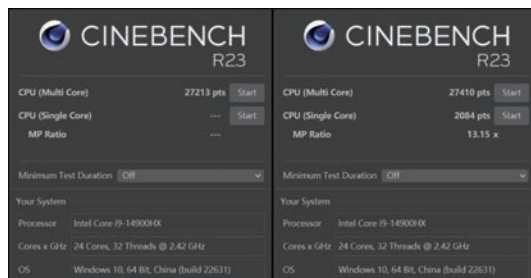 CINEBENCH
R23
CPU (Multi Core) 27213 pts Start
CPU (Single Core) --- Start
MP Ratio ---
Minimum Test Duration Off
Your System
Processor Intel Core i9-14900HX
Cores x GHz 24 Cores, 32 Threads @ 2.42 GHz
OS Windows 10, 64 Bit, China (build 22631)
CINEBENCH
R23
CPU (Multi Core) 27410 pts Start
CPU (Single Core) 2084 pts Start
MP Ratio 13.15 x
Minimum Test Duration Off
Your System
Processor Intel Core i9-14900HX
Cores x GHz 24 Cores, 32 Threads @ 2.42 GHz
OS Windows 10, 64 Bit, China (build 22631)